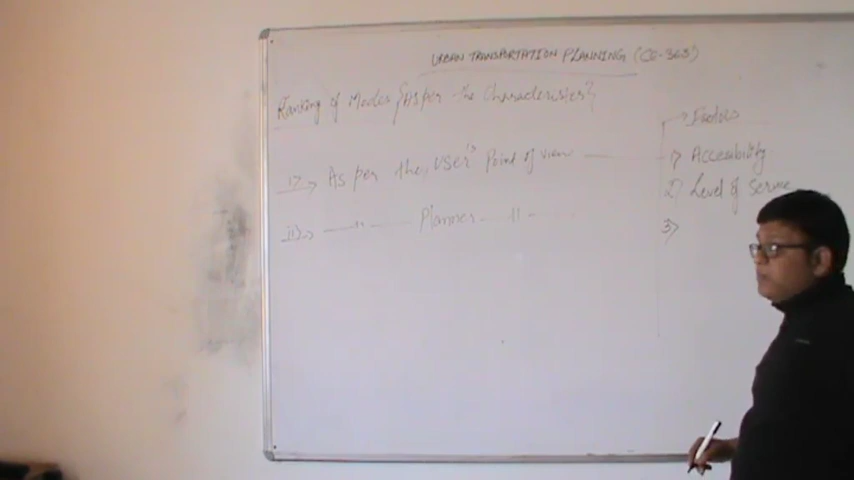 URBAN TRANSPORTATION PLANNING (CE-363)
Ranking of Modes {As per the Characteristics}
Factors
I) → As per the user's Point of view
1) Accessibility
2) Level of Service
II) → — " — Planner — " —
3)